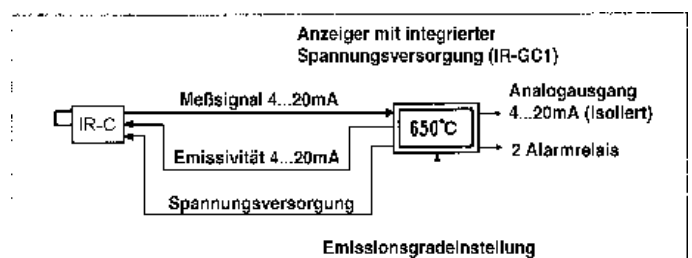 Anzeiger mit integrierter
Spannungsversorgung (IR-GC1)
Meßsignal 4...20mA
Analogausgang
4...20mA (Isoliert)
IR-C
650°C
2 Alarmrelais
Emissivität 4...20mA
Spannungsversorgung
Emissionsgradeinstellung